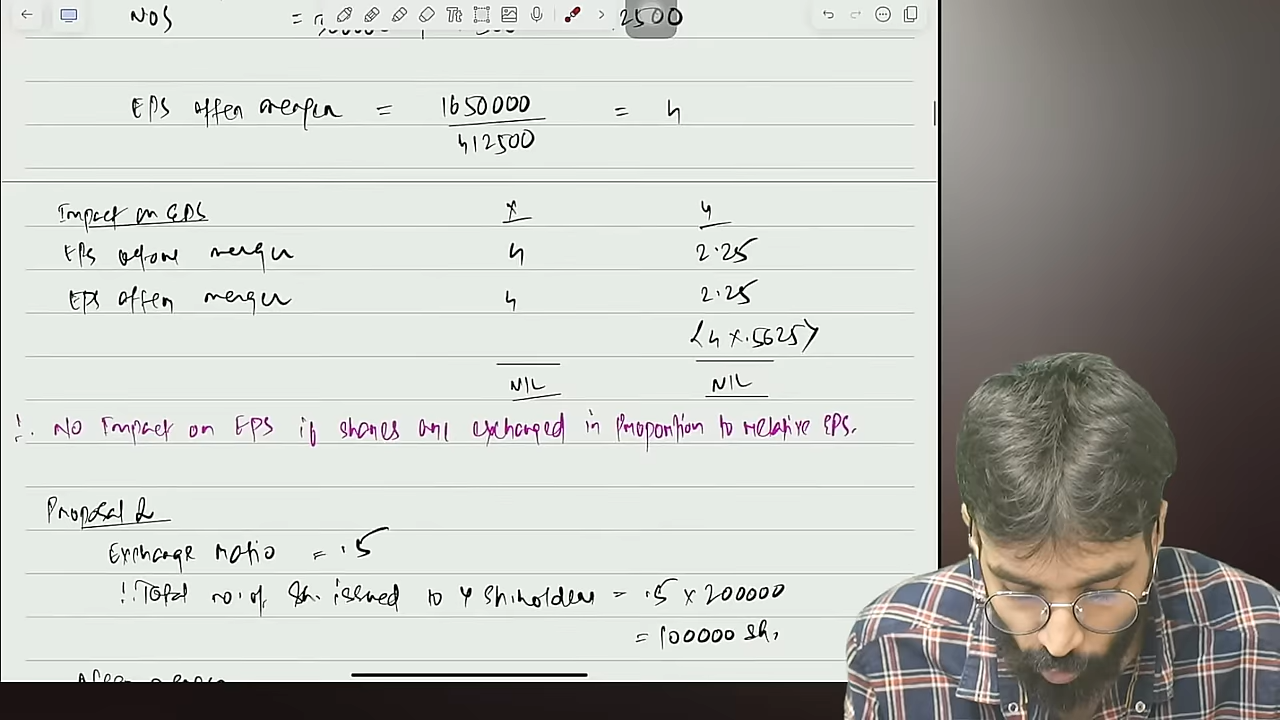 NOS = 2500
EPS after merger = 1650000 / 412500 = 4
Impact on EPS X Y
EPS before merger 4 2.25
EPS after merger 4 2.25
<4 x .5625>
NIL NIL
∴ No Impact on EPS if shares are exchanged in Proportion to relative EPS.
Proposal 2
Exchange ratio = .5
∴ Total no. of Sh. issued to Y Shholders = .5 x 200000
= 100000 Sh.